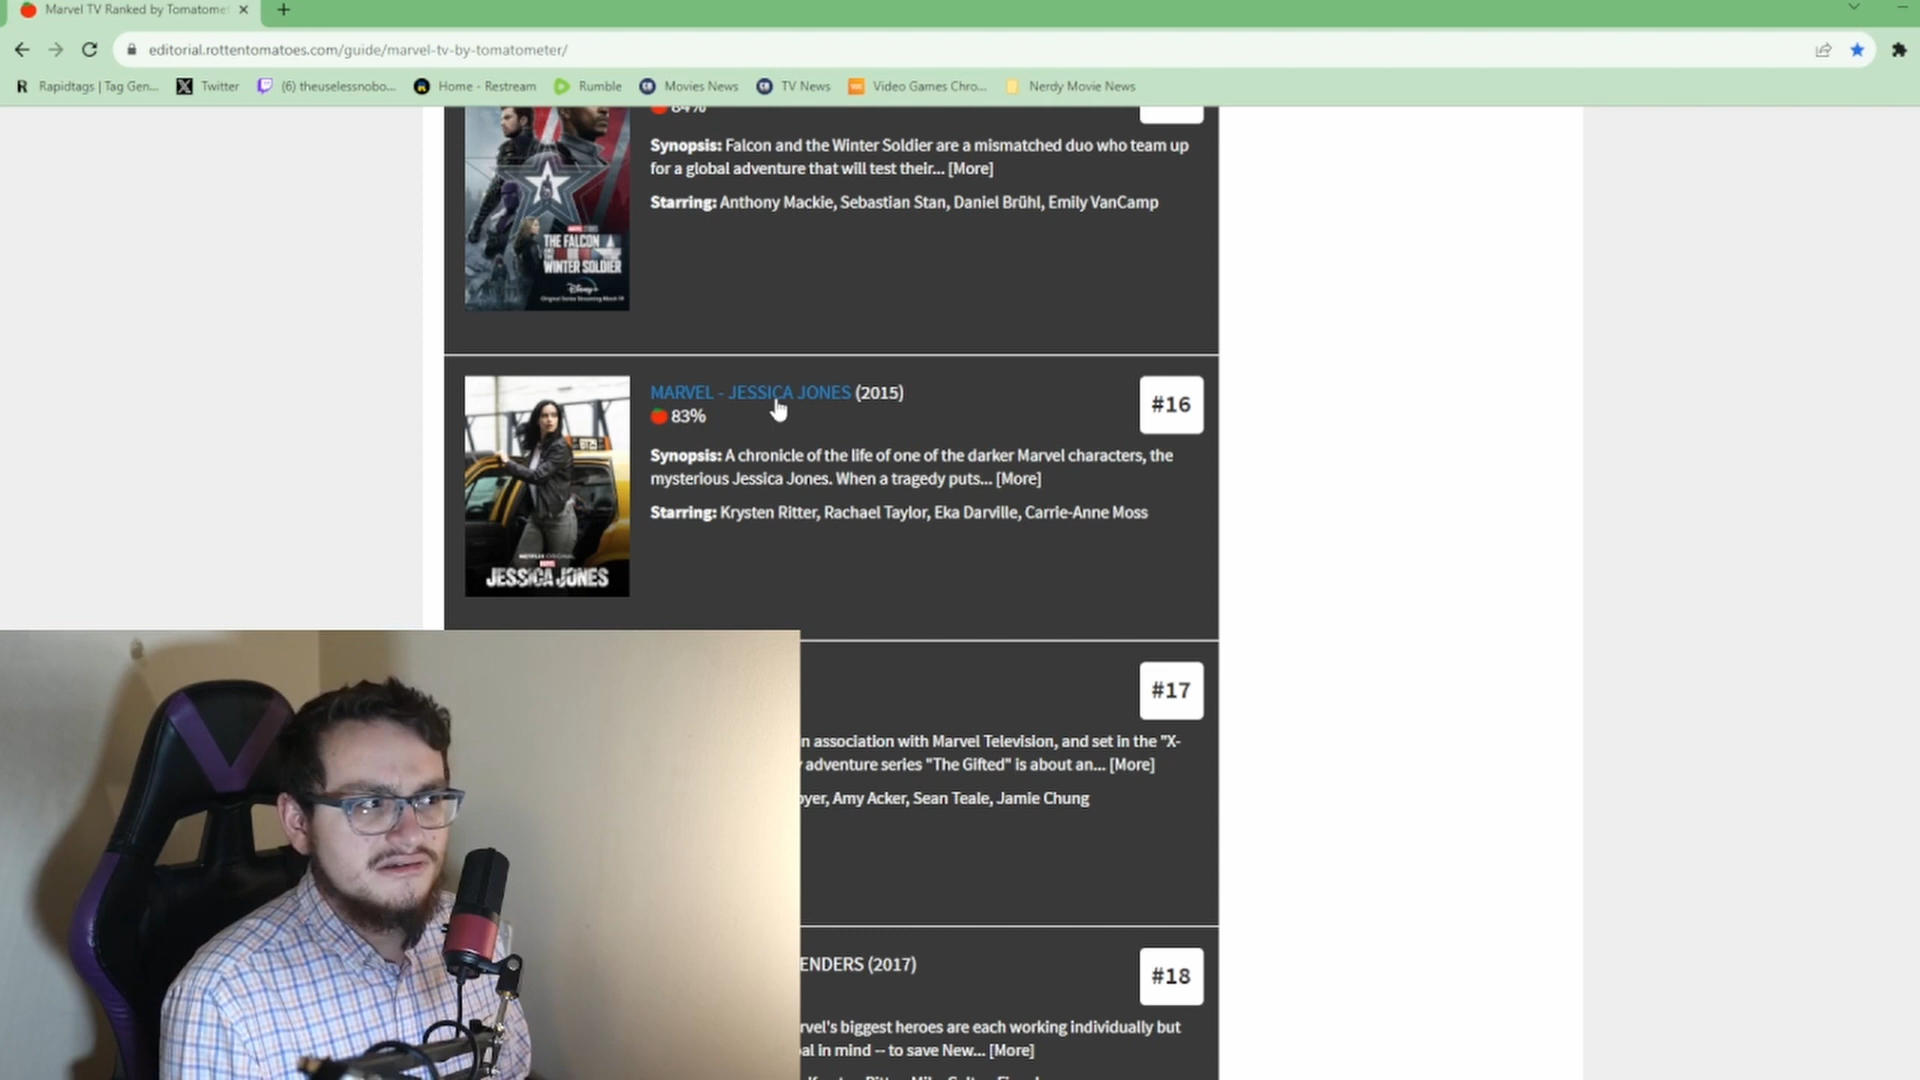 Marvel TV Ranked by Tomatomet
editorial.rottentomatoes.com/guide/marvel-tv-by-tomatometer/
R Rapidtags | Tag Gen...
Twitter
(6) theuselessnobo...
Home - Restream
Rumble
Movies News
TV News
Video Games Chro...
Nerdy Movie News
84%
Synopsis: Falcon and the Winter Soldier are a mismatched duo who team up
for a global adventure that will test their... [More]
Starring: Anthony Mackie, Sebastian Stan, Daniel Brühl, Emily VanCamp
THE FALCON
WINTER SOLDIER
Disney+
MARVEL - JESSICA JONES (2015)
83%
#16
Synopsis: A chronicle of the life of one of the darker Marvel characters, the
mysterious Jessica Jones. When a tragedy puts... [More]
Starring: Krysten Ritter, Rachael Taylor, Eka Darville, Carrie-Anne Moss
NETFLIX ORIGINAL
JESSICA JONES
#17
n association with Marvel Television, and set in the "X-
adventure series "The Gifted" is about an... [More]
oyer, Amy Acker, Sean Teale, Jamie Chung
ENDERS (2017)
#18
rvel's biggest heroes are each working individually but
al in mind -- to save New... [More]